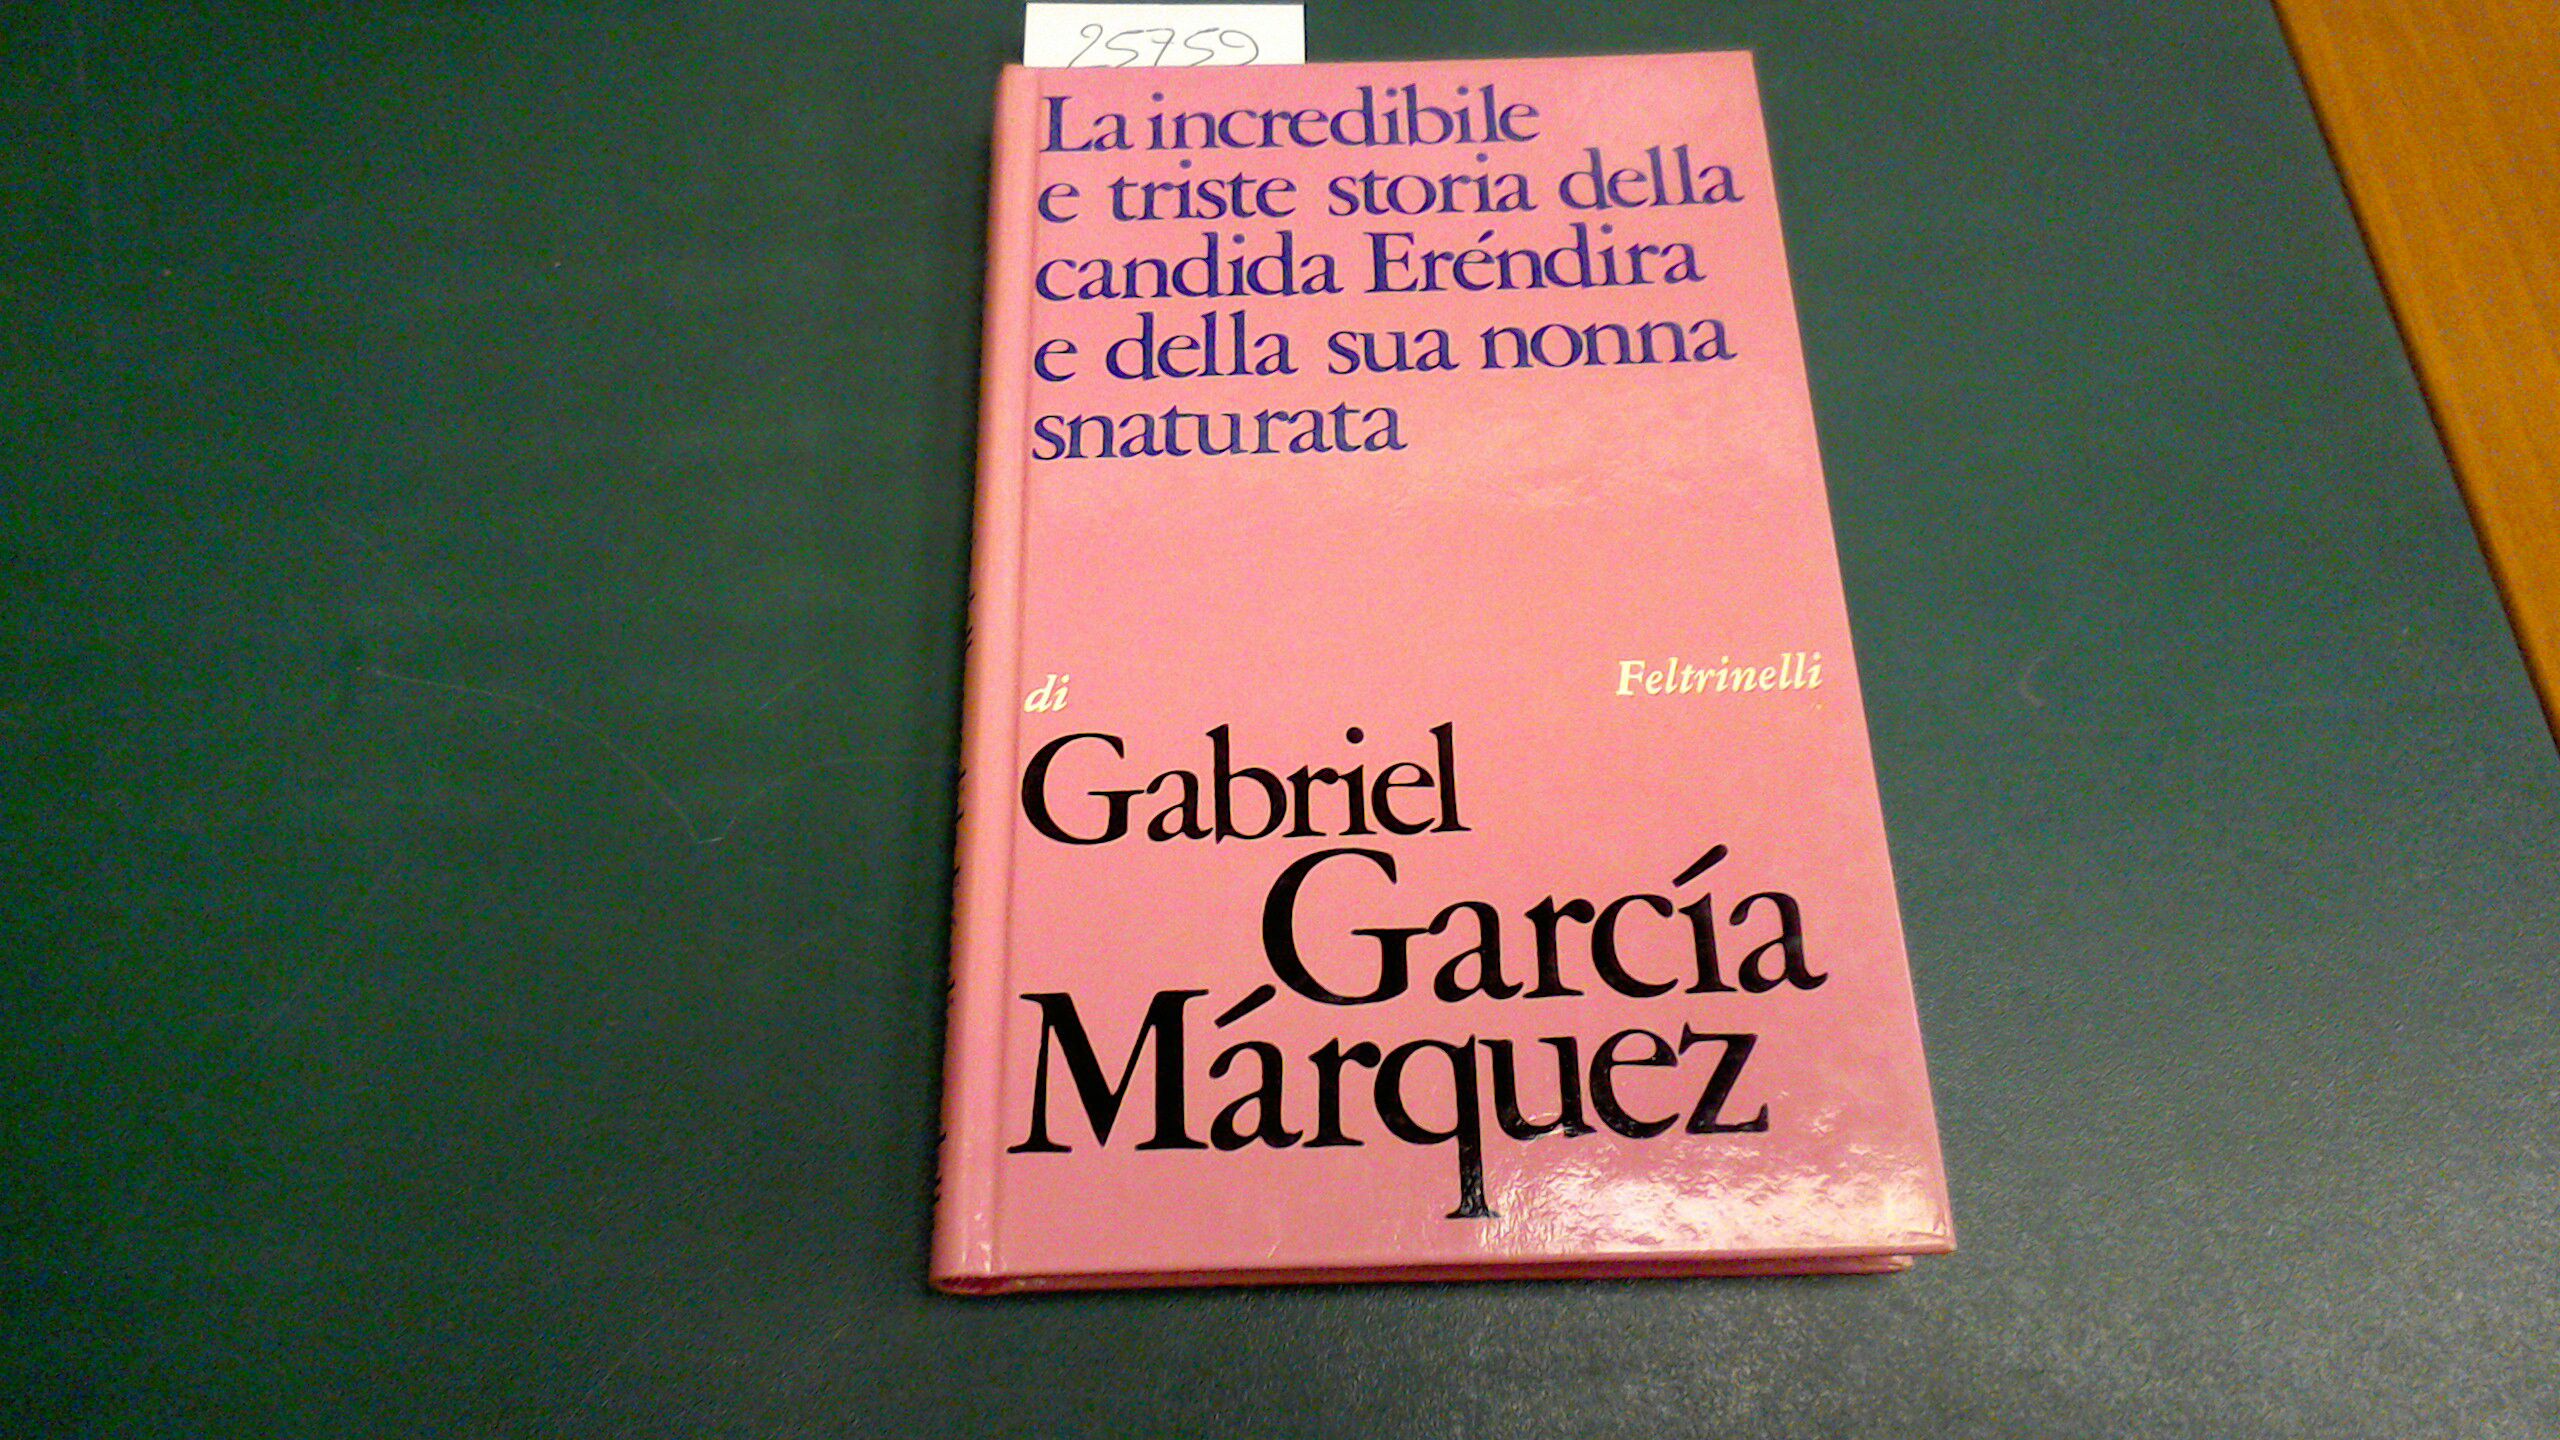 25759
La incredibile
e triste storia della
candida Eréndira
e della sua nonna
snaturata
di
Feltrinelli
Gabriel
García
Márquez